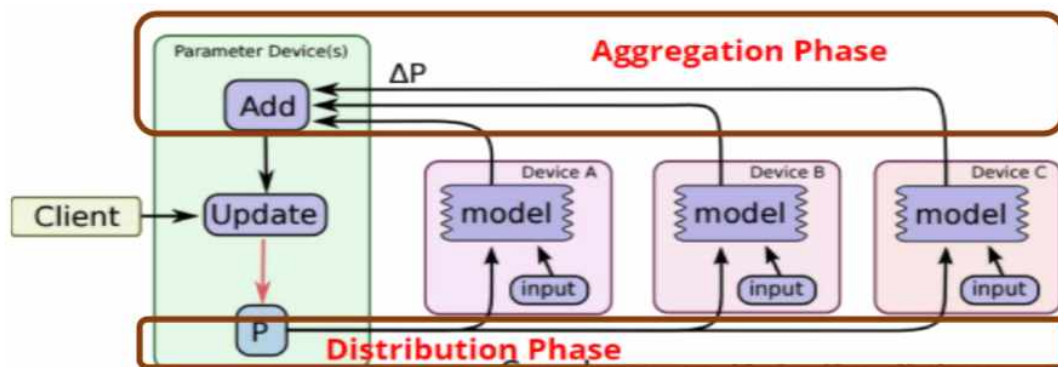 Parameter Device(s)
Aggregation Phase
ΔP
Add
Device A
Device B
Device C
Client
Update
model
model
model
input
input
input
P
Distribution Phase